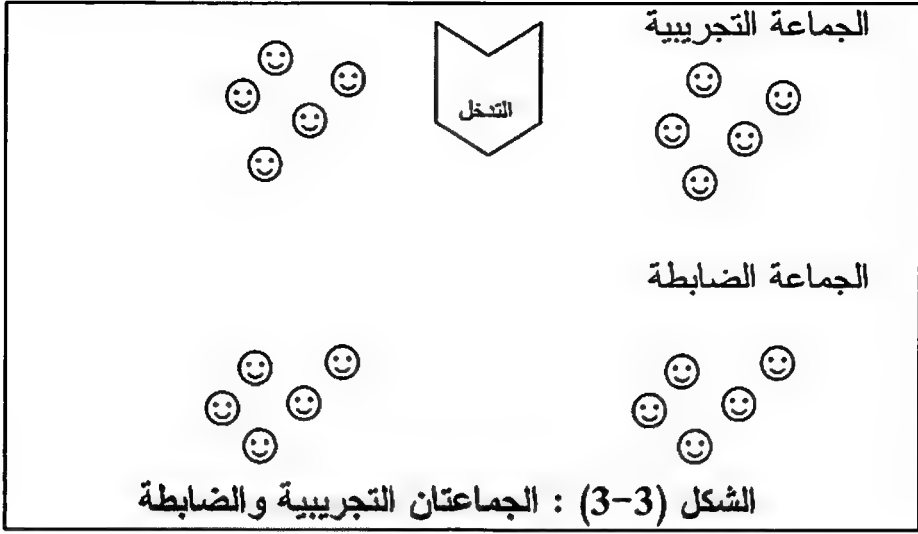 الجماعة التجريبية
التدخل
الجماعة الضابطة
الشكل (3-3) : الجماعتان التجريبية والضابطة